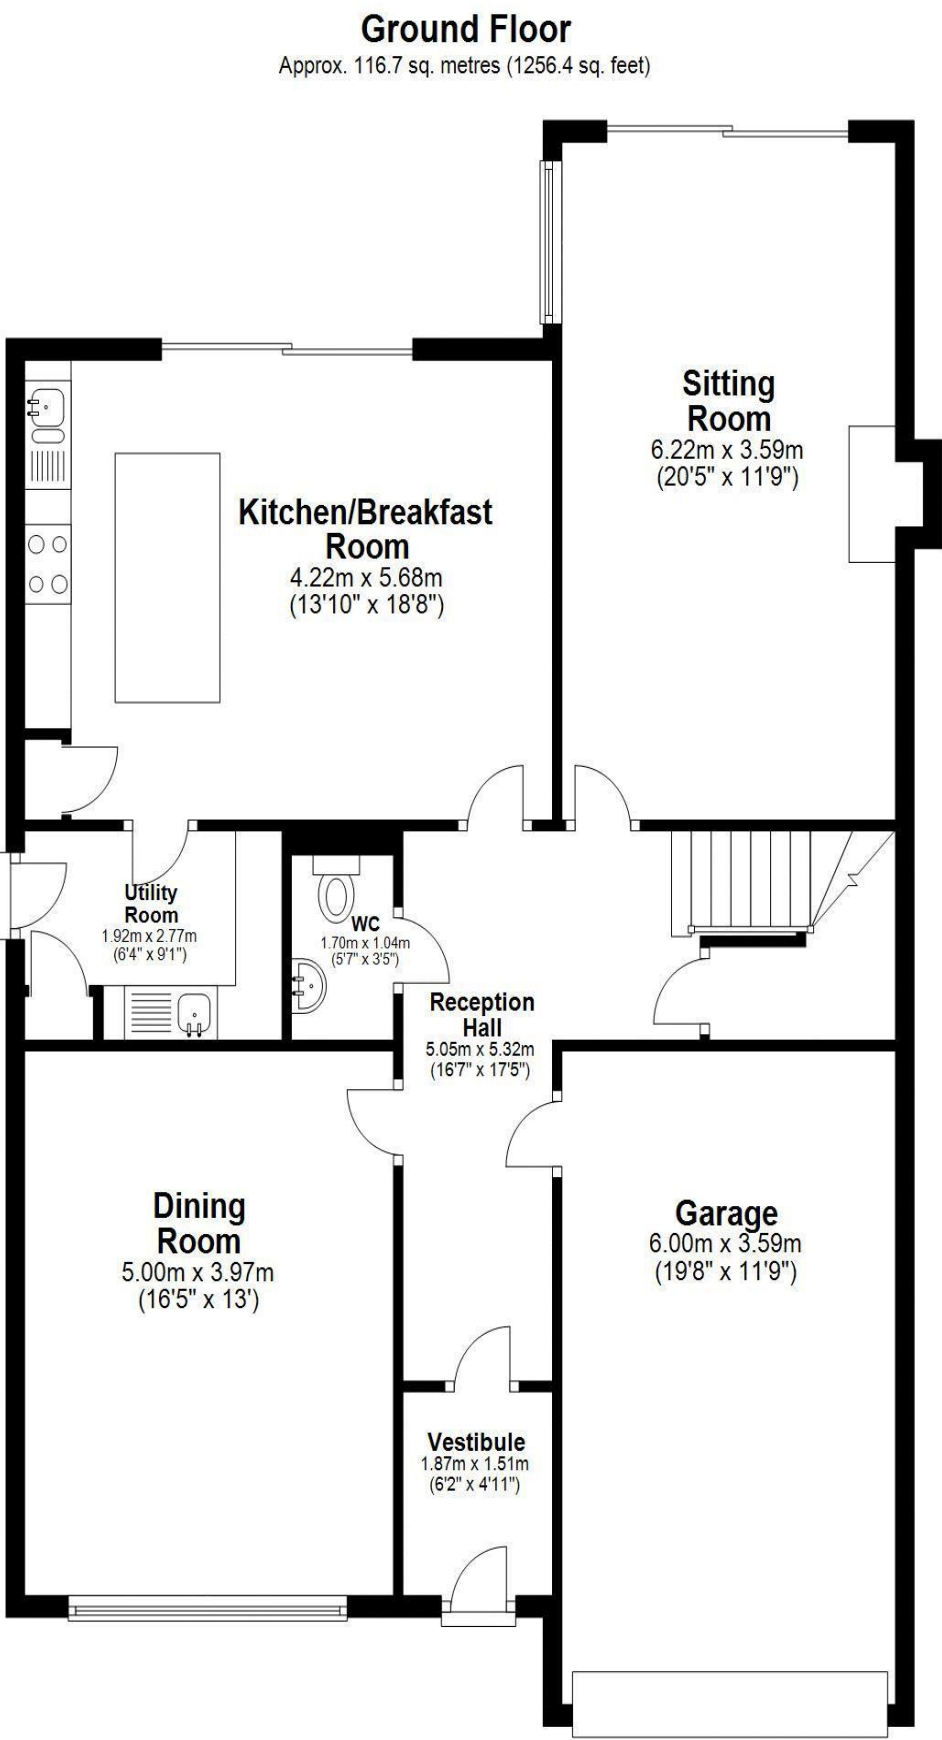 Ground Floor
Approx. 116.7 sq. metres (1256.4 sq. feet)
Sitting
Room
6.22m x 3.59m
(20'5" x 11'9")
Kitchen/Breakfast
Room
4.22m x 5.68m
(13'10" x 18'8")
Utility
Room
1.92m x 2.77m
(6'4" x 9'1")
WC
1.70m x 1.04m
(5'7" x 3'5")
Reception
Hall
5.05m x 5.32m
(16'7" x 17'5")
Dining
Room
5.00m x 3.97m
(16'5" x 13')
Garage
6.00m x 3.59m
(19'8" x 11'9")
Vestibule
1.87m x 1.51m
(6'2" x 4'11")